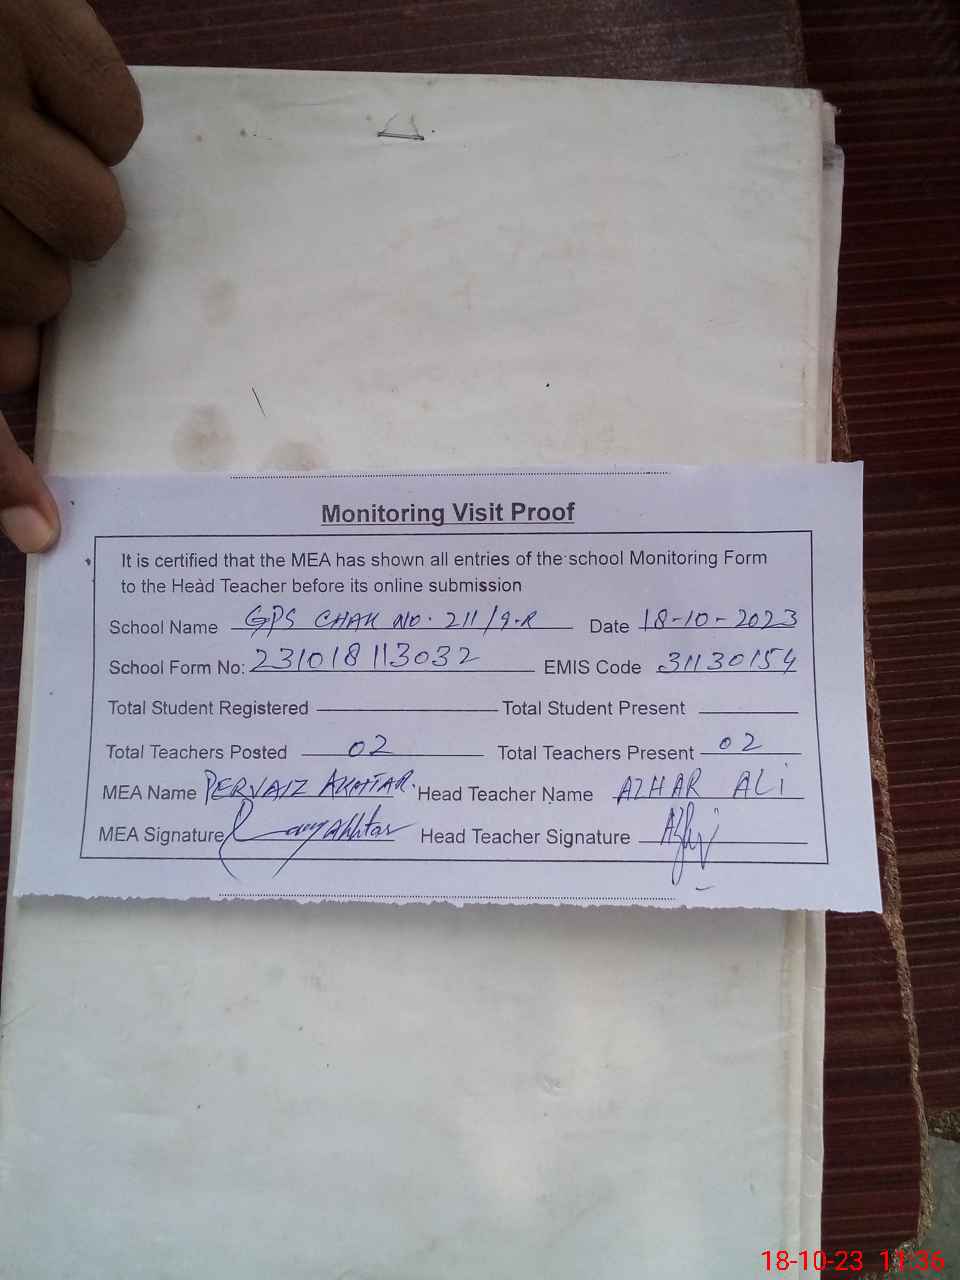 Monitoring Visit Proof
It is certified that the MEA has shown all entries of the school Monitoring Form
to the Head Teacher before its online submission
School Name GPS CHAK NO. 211/9-R Date 18-10-2023
School Form No: 231018113032 EMIS Code 31130154
Total Student Registered Total Student Present
Total Teachers Posted 02 Total Teachers Present 02
MEA Name PERVAIZ AKHTAR. Head Teacher Name AZHAR ALi
MEA Signature Head Teacher Signature
18-10-23 11:36